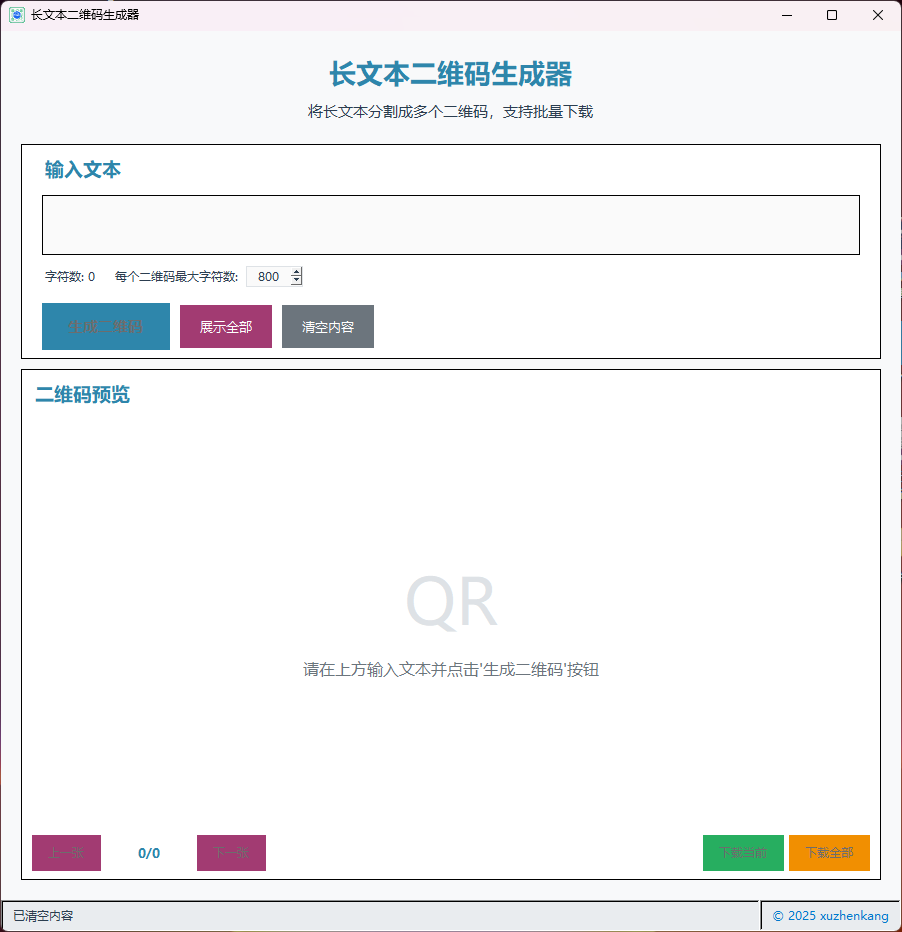 长文本二维码生成器
长文本二维码生成器
将长文本分割成多个二维码，支持批量下载
输入文本
字符数: 0 每个二维码最大字符数: 800
生成二维码 展示全部 清空内容
二维码预览
QR
请在上方输入文本并点击'生成二维码'按钮
上一张 0/0 下一张 下载当前 下载全部
已清空内容 © 2025 xuzhenkang